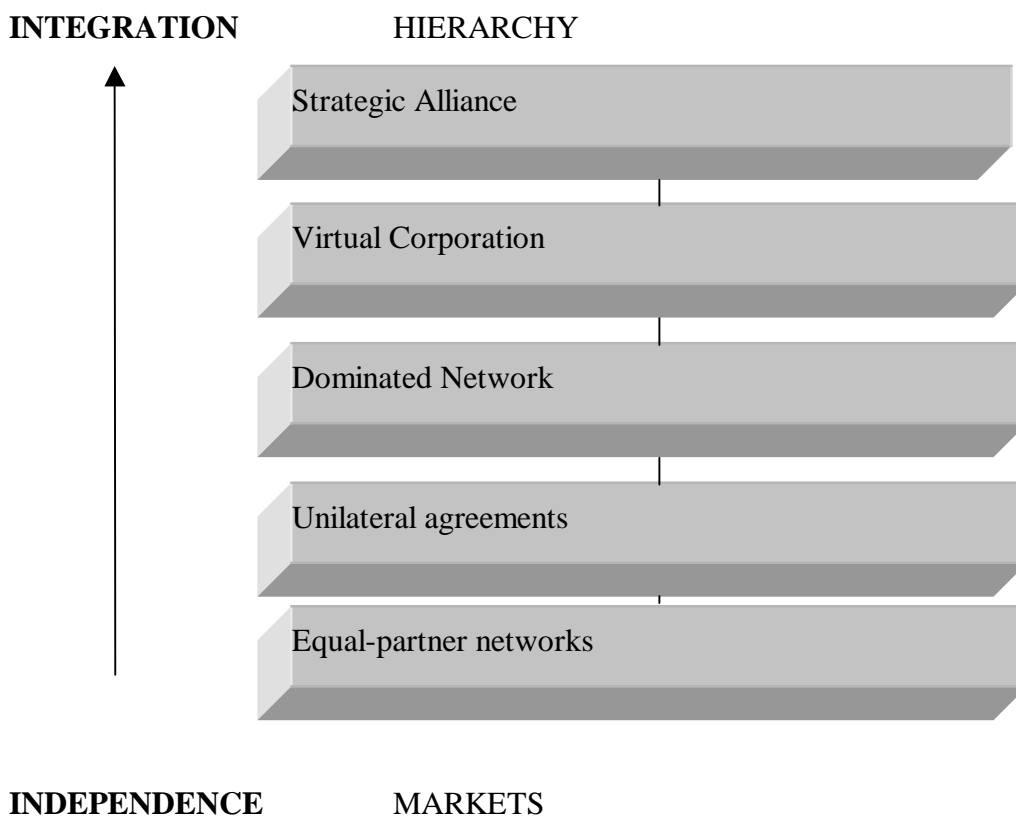 INTEGRATION HIERARCHY
Strategic Alliance
Virtual Corporation
Dominated Network
Unilateral agreements
Equal-partner networks
INDEPENDENCE MARKETS